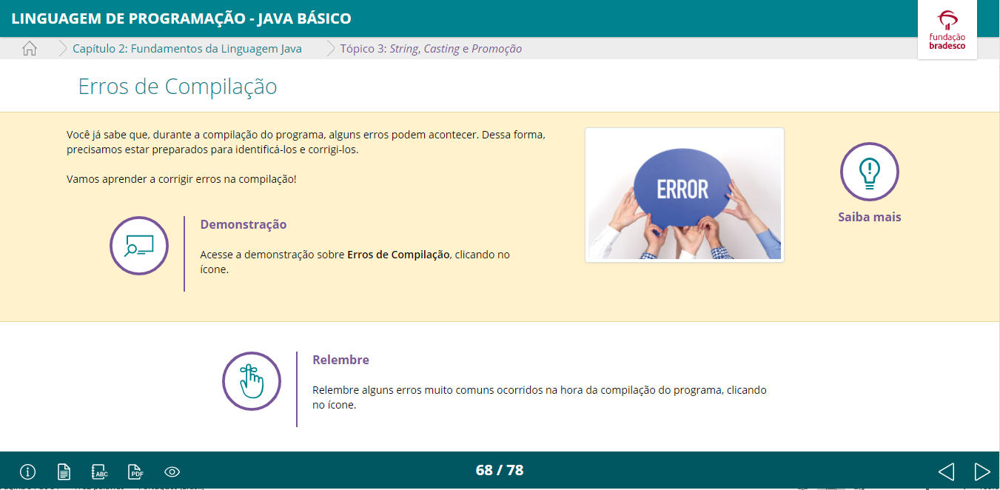 LINGUAGEM DE PROGRAMAÇÃO - JAVA BÁSICO
fundação
bradesco
Capítulo 2: Fundamentos da Linguagem Java
Tópico 3: String, Casting e Promoção
Erros de Compilação
Você já sabe que, durante a compilação do programa, alguns erros podem acontecer. Dessa forma,
precisamos estar preparados para identificá-los e corrigi-los.
Vamos aprender a corrigir erros na compilação!
ERROR
Saiba mais
Demonstração
Acesse a demonstração sobre Erros de Compilação, clicando no
ícone.
Relembre
Relembre alguns erros muito comuns ocorridos na hora da compilação do programa, clicando
no ícone.
ABC
PDF
68 / 78